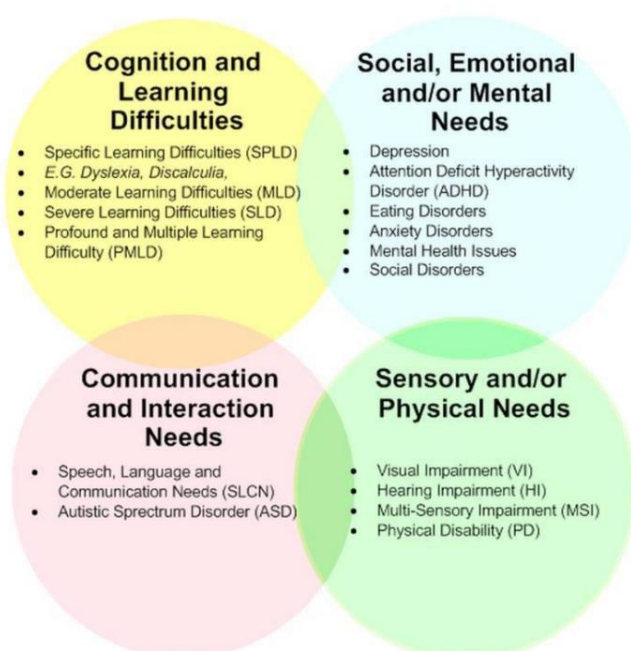 Cognition and
Learning
Difficulties
• Specific Learning Difficulties (SPLD)
• E.G. Dyslexia, Discalculia,
• Moderate Learning Difficulties (MLD)
• Severe Learning Difficulties (SLD)
• Profound and Multiple Learning
Difficulty (PMLD)
Social, Emotional
and/or Mental
Needs
• Depression
• Attention Deficit Hyperactivity
Disorder (ADHD)
• Eating Disorders
• Anxiety Disorders
• Mental Health Issues
• Social Disorders
Communication
and Interaction
Needs
• Speech, Language and
Communication Needs (SLCN)
• Autistic Sprectrum Disorder (ASD)
Sensory and/or
Physical Needs
• Visual Impairment (VI)
• Hearing Impairment (HI)
• Multi-Sensory Impairment (MSI)
• Physical Disability (PD)